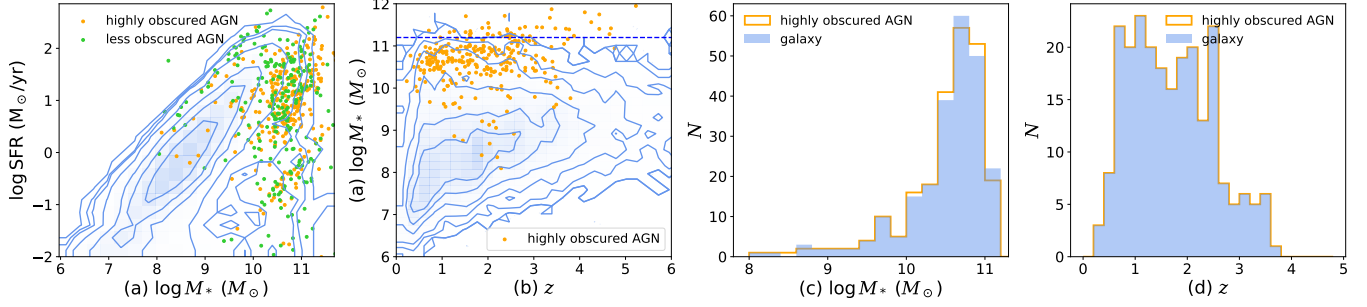 highly obscured AGN
less obscured AGN
2
1
0
−1
−2
log SFR (M⊙/yr)
6 7 8 9 10 11
(a) log M* (M⊙)
12
11
10
9
8
7
6
(a) log M* (M⊙)
highly obscured AGN
0 1 2 3 4 5 6
(b) z
highly obscured AGN
galaxy
60
50
40
30
20
10
0
N
8 9 10 11
(c) log M* (M⊙)
highly obscured AGN
galaxy
20
15
10
5
0
N
0 1 2 3 4 5
(d) z